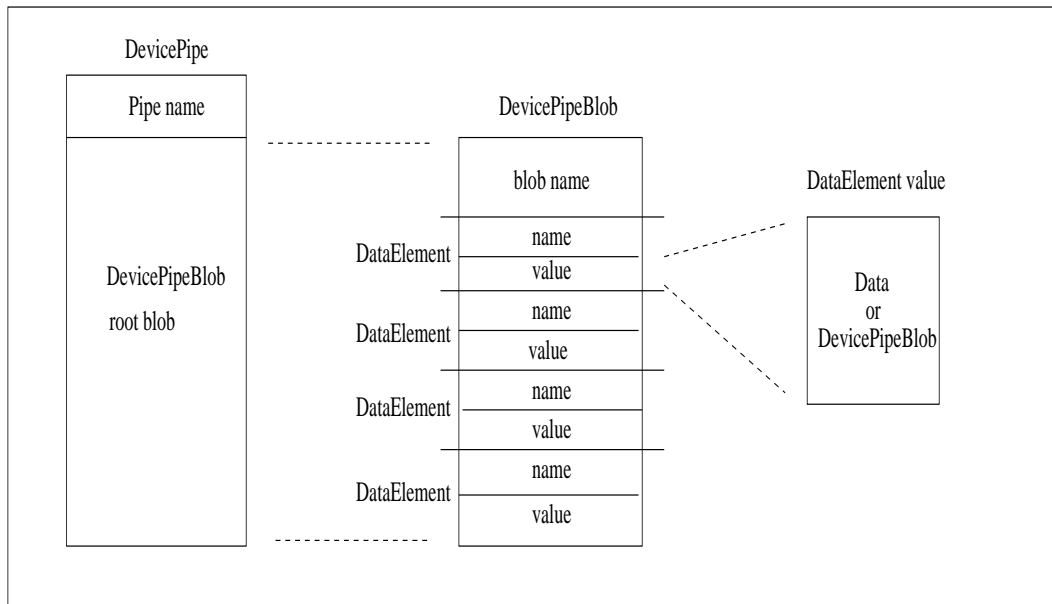 DevicePipe
Pipe name
DevicePipeBlob
root blob
DevicePipeBlob
blob name
DataElement
name
value
DataElement
name
value
DataElement
name
value
DataElement
name
value
DataElement value
Data
or
DevicePipeBlob